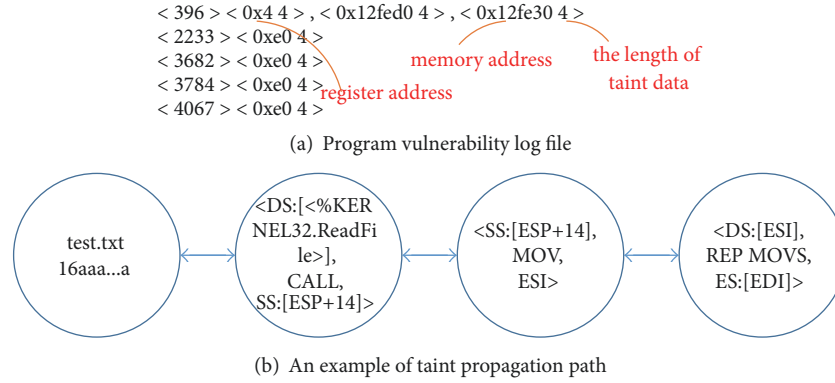 < 396 > < 0x4 4 > , < 0x12fed0 4 > , < 0x12fe30 4 >
< 2233 > < 0xe0 4 >
< 3682 > < 0xe0 4 >
< 3784 > < 0xe0 4 >
< 4067 > < 0xe0 4 >
register address
memory address
the length of
taint data
(a) Program vulnerability log file
test.txt
16aaa...a
<DS:[<%KER
NEL32.ReadFi
le>],
CALL,
SS:[ESP+14]>
<SS:[ESP+14],
MOV,
ESI>
<DS:[ESI],
REP MOVS,
ES:[EDI]>
(b) An example of taint propagation path